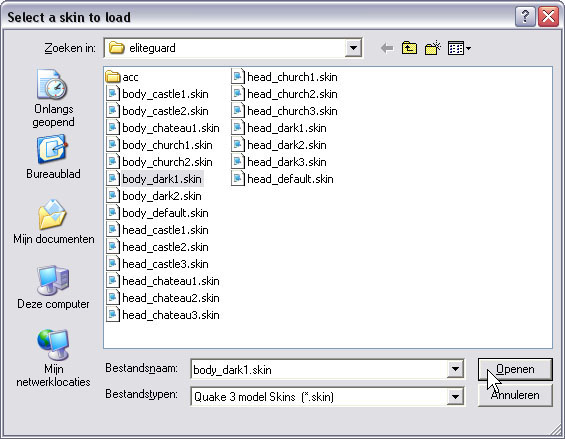 Select a skin to load
Zoeken in:
eliteguard
Onlangs
geopend
Bureaublad
Mijn documenten
Deze computer
Mijn
netwerklocaties
acc
body_castle1.skin
body_castle2.skin
body_chateau1.skin
body_church1.skin
body_church2.skin
body_dark1.skin
body_dark2.skin
body_default.skin
head_castle1.skin
head_castle2.skin
head_castle3.skin
head_chateau1.skin
head_chateau2.skin
head_chateau3.skin
head_church1.skin
head_church2.skin
head_church3.skin
head_dark1.skin
head_dark2.skin
head_dark3.skin
head_default.skin
Bestandsnaam:
body_dark1.skin
Openen
Bestandstypen:
Quake 3 model Skins (*.skin)
Annuleren